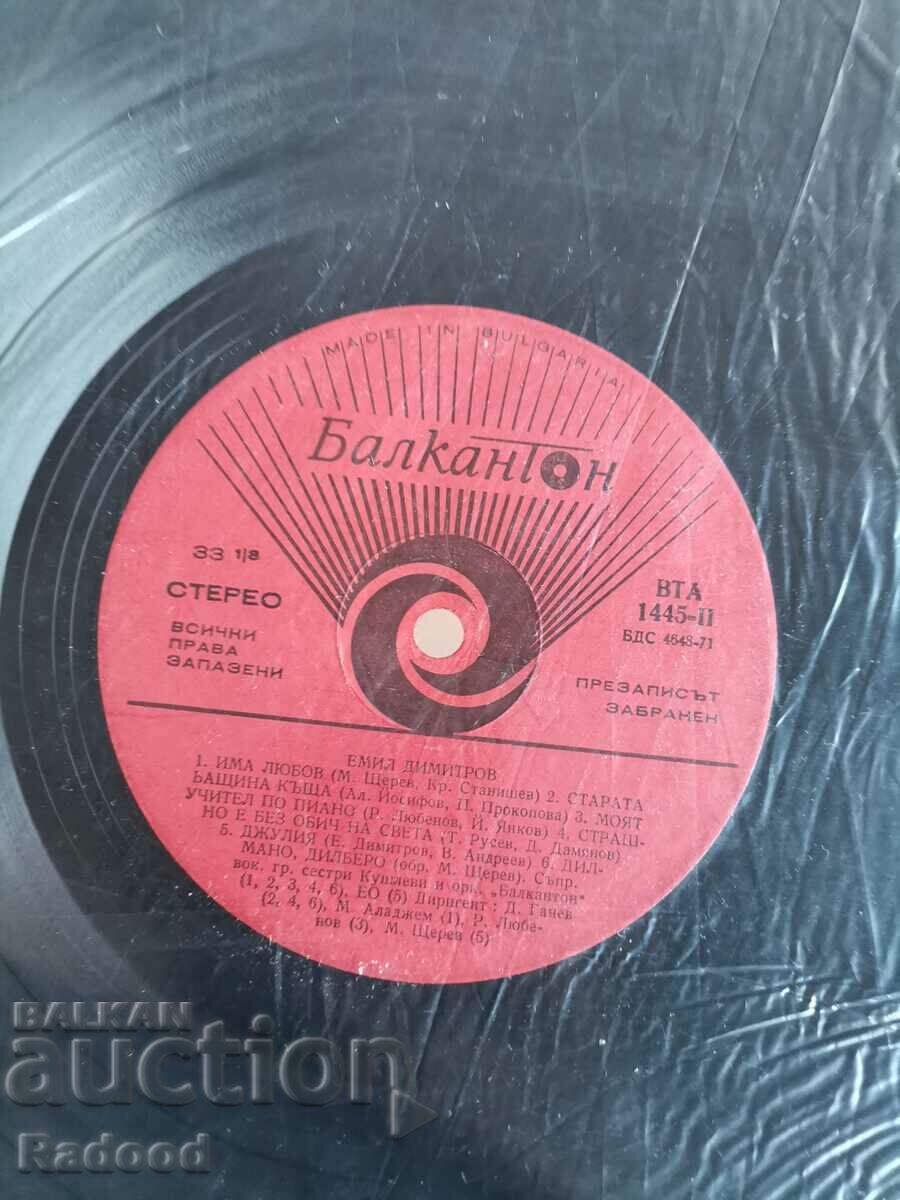 MADE IN BULGARIA
Балкантон
33 1/3
СТЕРЕО
ВСИЧКИ
ПРАВА
ЗАПАЗЕНИ
ВТА
1445-II
БДС 4648-71
ПРЕЗАПИСЪТ
ЗАБРАНЕН
ЕМИЛ ДИМИТРОВ
1. ИМА ЛЮБОВ (М. Щерев, Кр. Станишев) 2. СТАРАТА
БАЩИНА КЪЩА (Ал. Иосифов, П. Прокопова) 3. МОЯТ
УЧИТЕЛ ПО ПИАНО (Р. Любенов, Й. Янков) 4. СТРАШ-
НО Е БЕЗ ОБИЧ НА СВЕТА (Т. Русев, Д. Дамянов)
5. ДЖУЛИЯ (Е. Димитров, В. Андреев) 6. ДИЛ-
МАНО, ДИЛБЕРО (обр. М. Щерев). Съпр.
вок. гр. сестри Кушлеви и орк. „Балкантон"
(1, 2, 3, 4, 6), ЕО (5) Диригент: Д. Ганев
(2, 4, 6), М. Аладжем (1), Р. Любе-
нов (3), М. Щерев (5)
BALKAN
auction
Radood